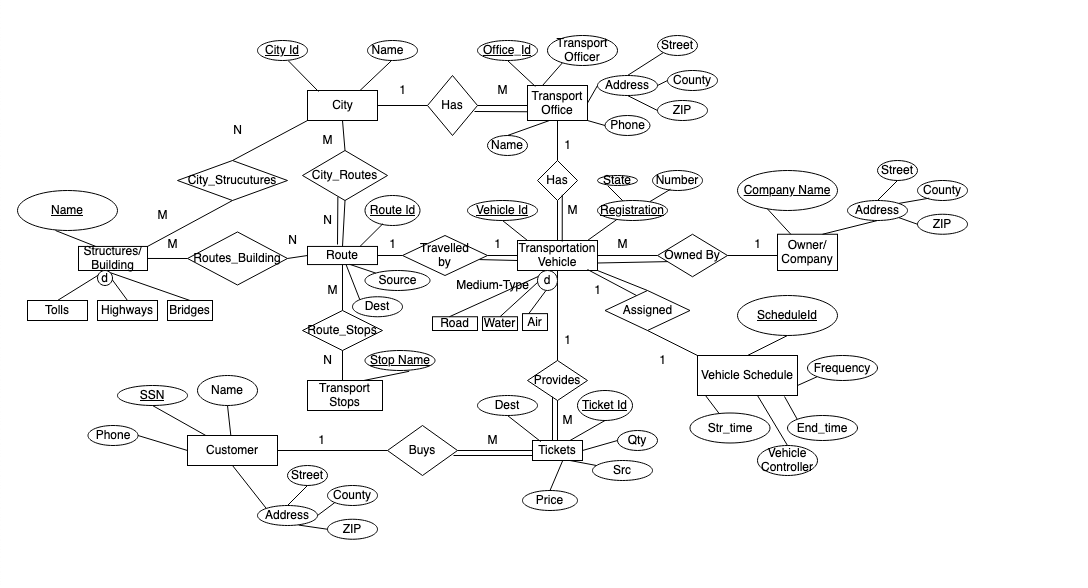 City Id
Name
Office_Id
Transport
Officer
Street
Address
County
ZIP
Phone
Name
City
1
Has
M
Transport
Office
N
M
1
City_Strucutures
City_Routes
Has
State
Number
Registration
Vehicle Id
M
Company Name
Street
County
Address
ZIP
Name
M
N
Route Id
M
Structures/
Building
Routes_Building
N
Route
1
Travelled
by
1
Transportation
Vehicle
M
Owned By
1
Owner/
Company
d
Tolls
Highways
Bridges
Source
Dest
M
Medium-Type
d
Road
Water
Air
1
Assigned
ScheduleId
Route_Stops
N
Stop Name
Transport
Stops
1
1
Vehicle Schedule
Frequency
Provides
SSN
Name
Dest
M
Ticket Id
Str_time
End_time
Vehicle
Controller
Phone
Customer
1
Buys
M
Tickets
Qty
Src
Price
Street
County
Address
ZIP